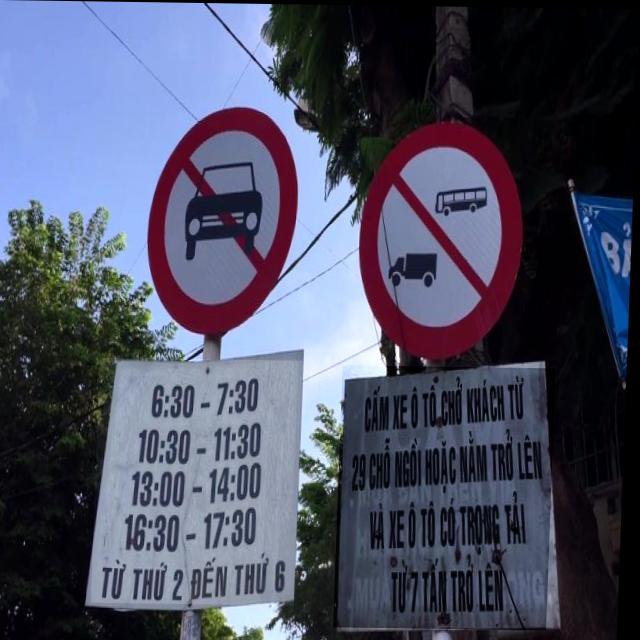 6:30 - 7:30
10:30 - 11:30
13:00 - 14:00
16:30 - 17:30
TỪ THỨ 2 ĐẾN THỨ 6
CẤM XE Ô TÔ CHỞ KHÁCH TỪ
29 CHỖ NGỒI HOẶC NẰM TRỞ LÊN
VÀ XE Ô TÔ CÓ TRỌNG TẢI
TỪ 7 TẤN TRỞ LÊN